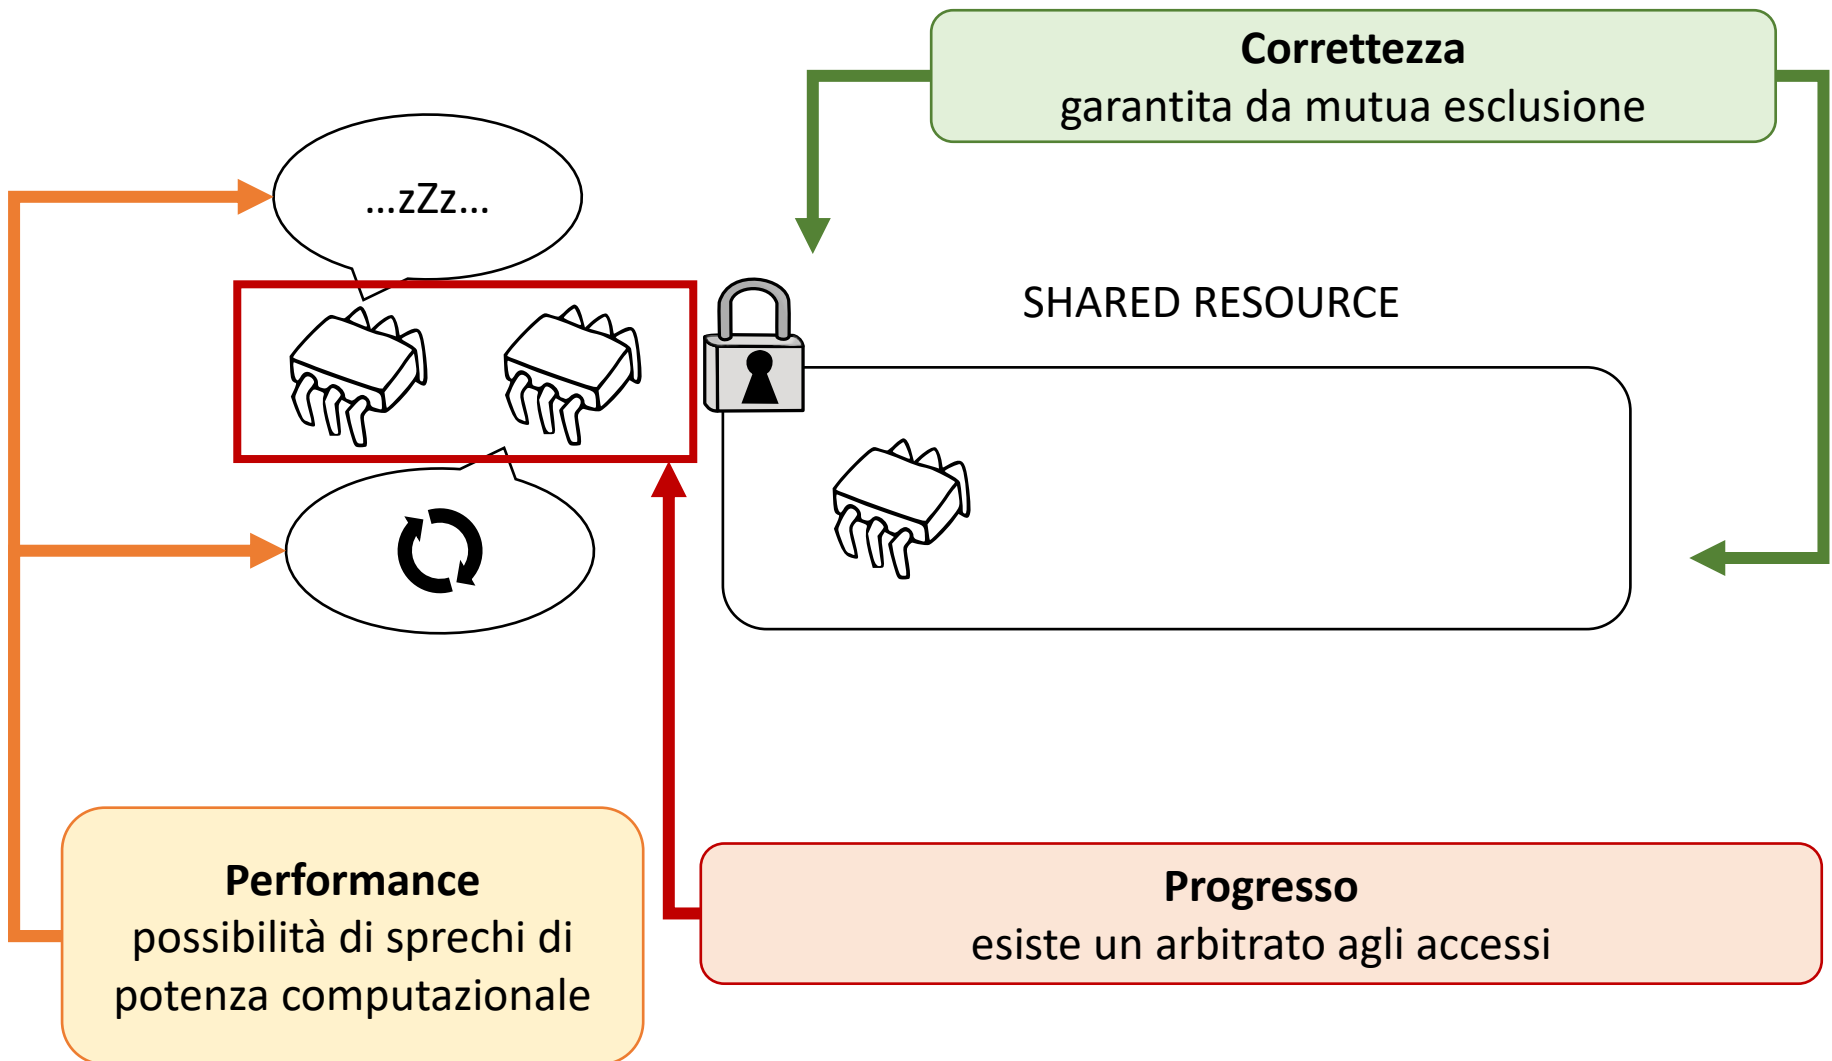 Correttezza
garantita da mutua esclusione
...zZz...
SHARED RESOURCE
Performance
possibilità di sprechi di
potenza computazionale
Progresso
esiste un arbitrato agli accessi